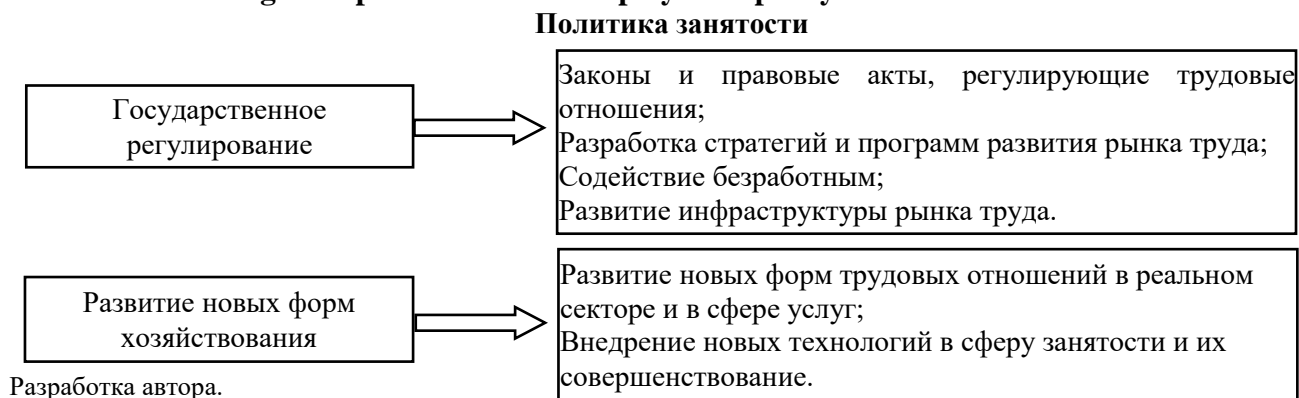 Политика занятости
Государственное
регулирование
Законы и правовые акты, регулирующие трудовые
отношения;
Разработка стратегий и программ развития рынка труда;
Содействие безработным;
Развитие инфраструктуры рынка труда.
Развитие новых форм
хозяйствования
Развитие новых форм трудовых отношений в реальном
секторе и в сфере услуг;
Внедрение новых технологий в сферу занятости и их
совершенствование.
Разработка автора.